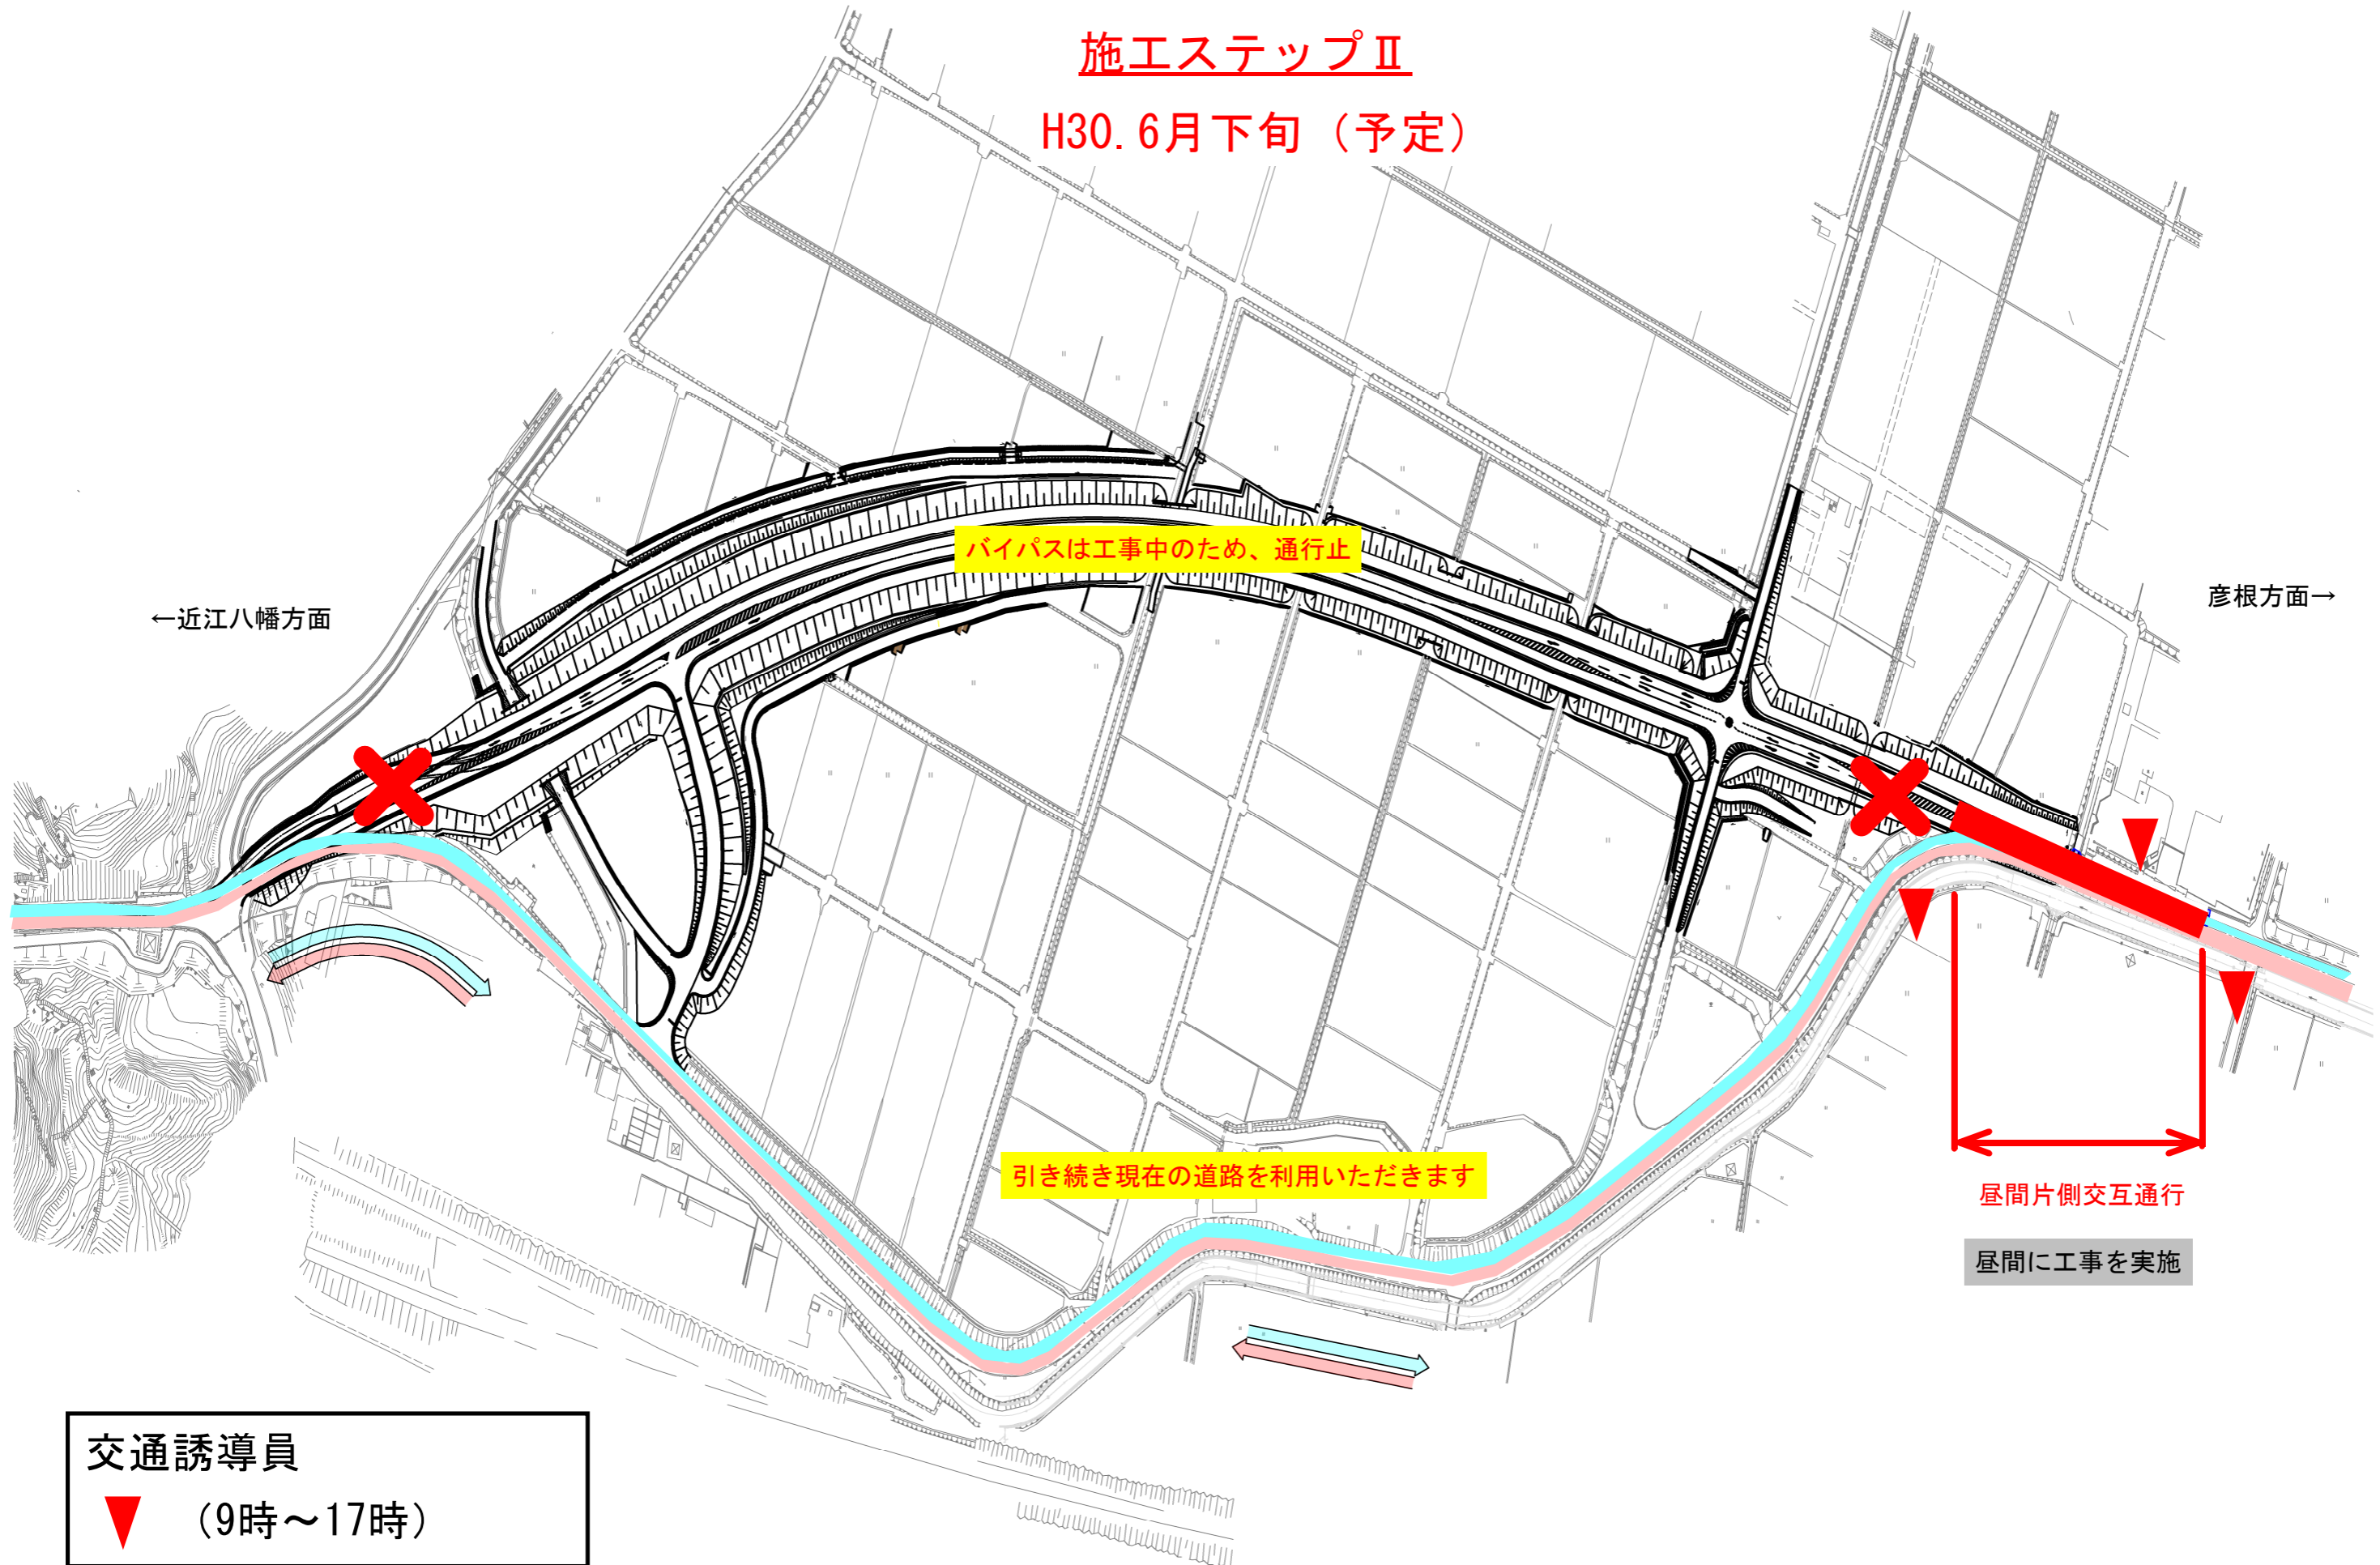 施工ステップⅡ
H30.6月下旬（予定）
バイパスは工事中のため、通行止
←近江八幡方面
彦根方面→
引き続き現在の道路を利用いただきます
昼間片側交互通行
昼間に工事を実施
交通誘導員
（9時～17時）